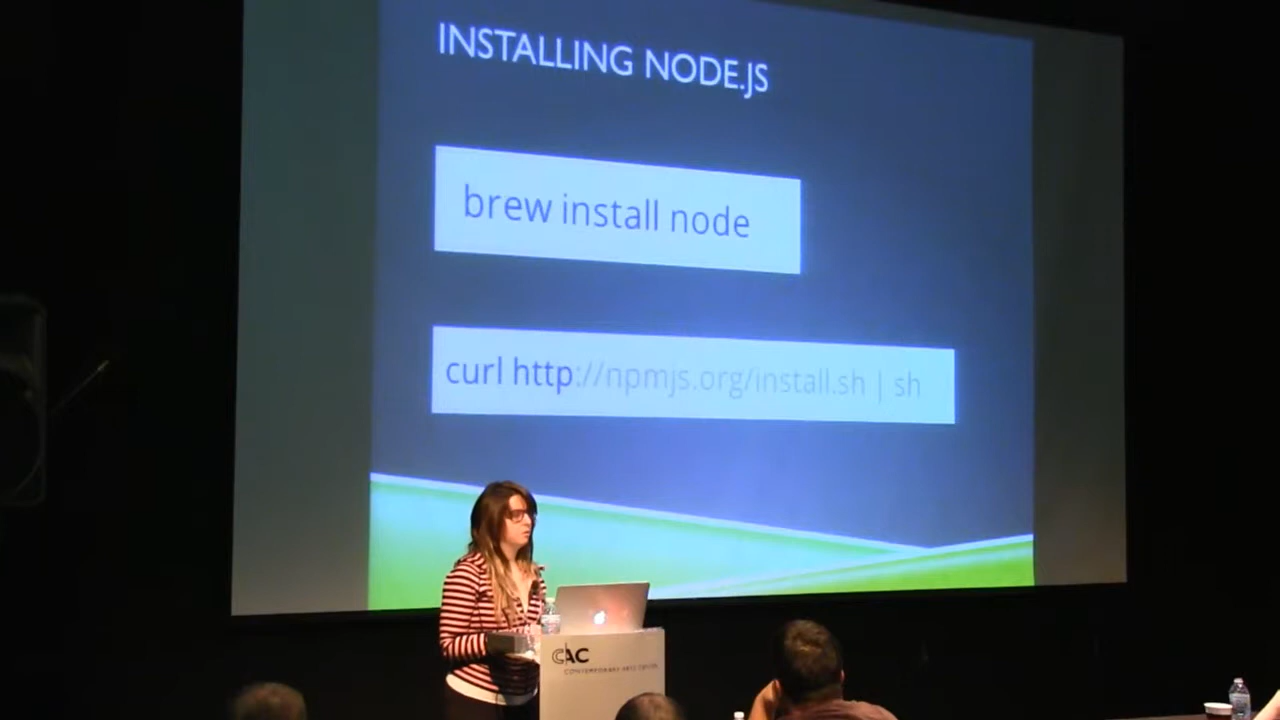 INSTALLING NODE.JS
brew install node
curl http://npmjs.org/install.sh | sh
CAC
CONTEMPORARY ARTS CENTER